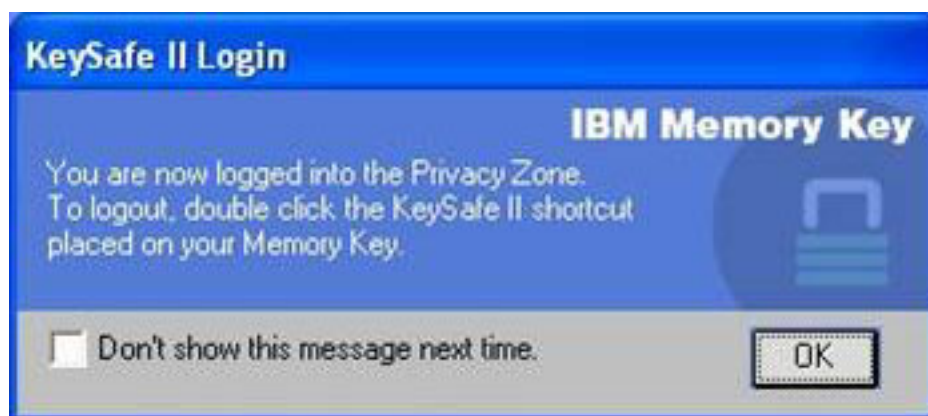 KeySafe II Login
IBM Memory Key
You are now logged into the Privacy Zone.
To logout, double click the KeySafe II shortcut
placed on your Memory Key.
Don't show this message next time.
OK